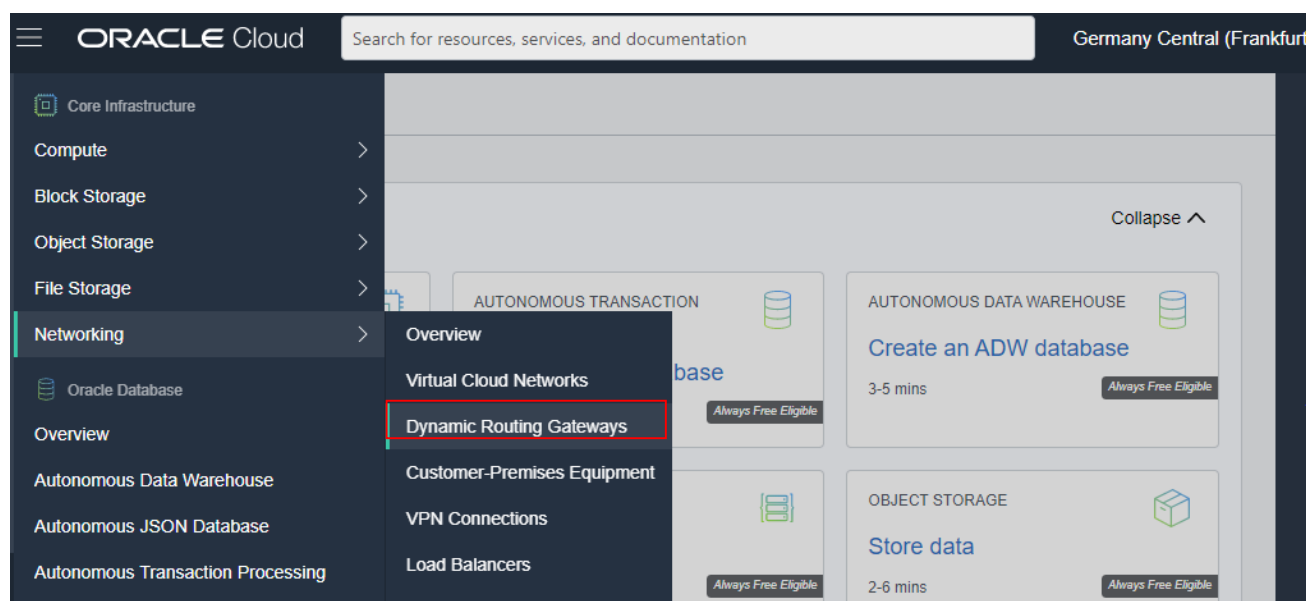 ORACLE Cloud
Search for resources, services, and documentation
Germany Central (Frankfurt
Core Infrastructure
Compute
Block Storage
Object Storage
File Storage
Networking
Oracle Database
Overview
Autonomous Data Warehouse
Autonomous JSON Database
Autonomous Transaction Processing
Overview
Virtual Cloud Networks
Dynamic Routing Gateways
Customer-Premises Equipment
VPN Connections
Load Balancers
Collapse
AUTONOMOUS TRANSACTION
base
Always Free Eligible
AUTONOMOUS DATA WAREHOUSE
Create an ADW database
3-5 mins
Always Free Eligible
Always Free Eligible
OBJECT STORAGE
Store data
2-6 mins
Always Free Eligible